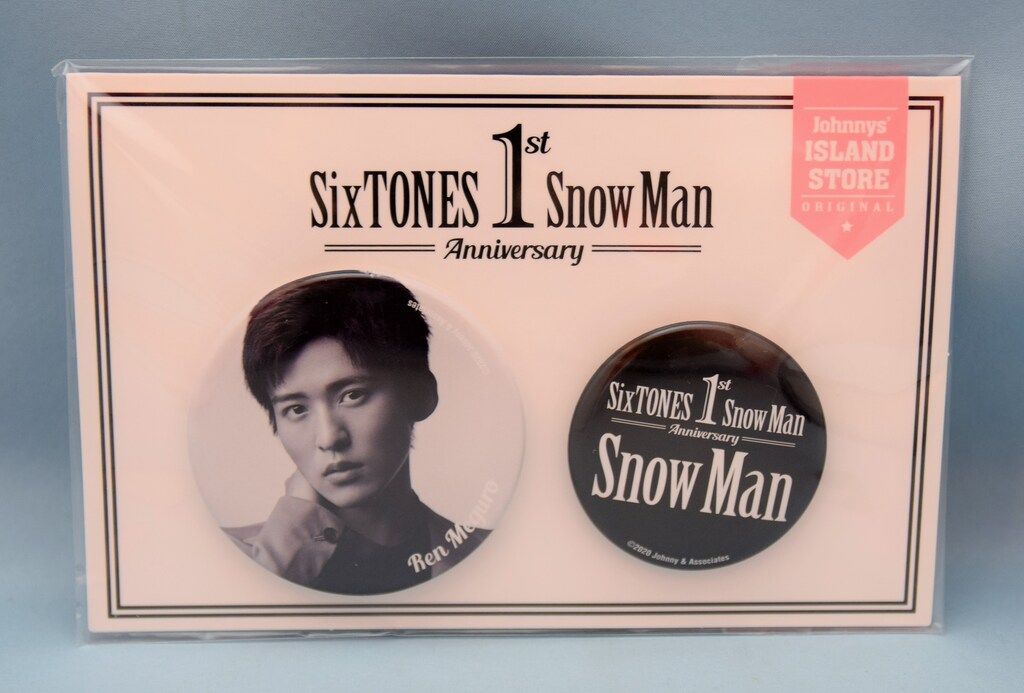 SixTONES 1st Snow Man
Anniversary
Johnnys'
ISLAND
STORE
ORIGINAL
Ren Meguro
SixTONES 1st Snow Man
Anniversary
Snow Man
©2020 Johnny & Associates